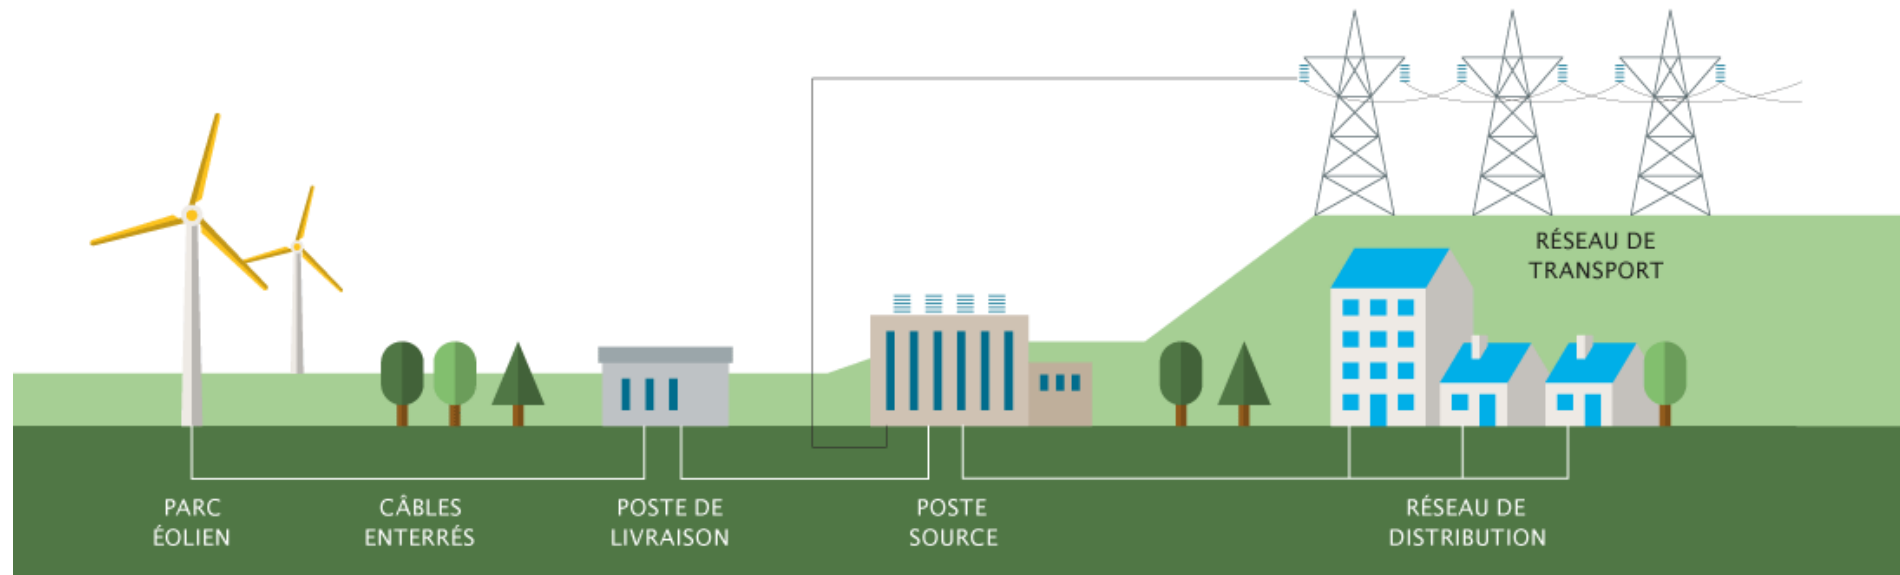 RÉSEAU DE
TRANSPORT
PARC
ÉOLIEN
CÂBLES
ENTERRÉS
POSTE DE
LIVRAISON
POSTE
SOURCE
RÉSEAU DE
DISTRIBUTION